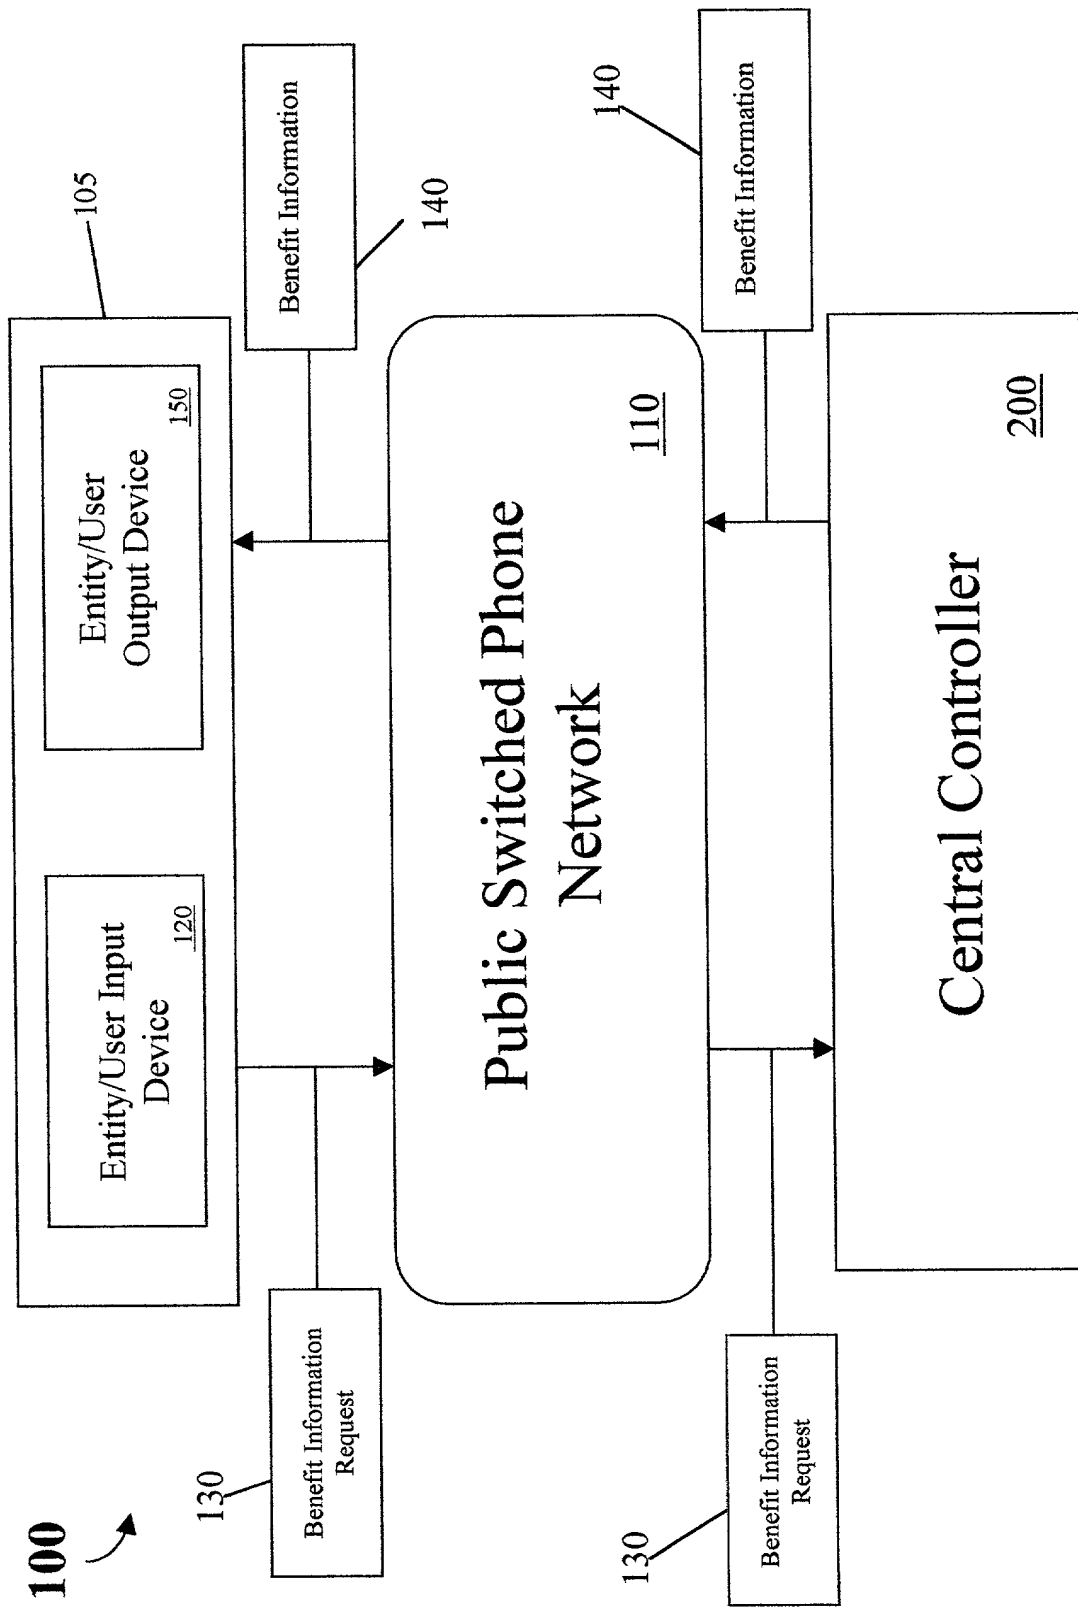 100
105
Entity/User Input
Device
120
Entity/User
Output Device
150
130
Benefit Information
Request
Benefit Information
140
Public Switched Phone
Network
110
130
Benefit Information
Request
140
Benefit Information
Central Controller
200